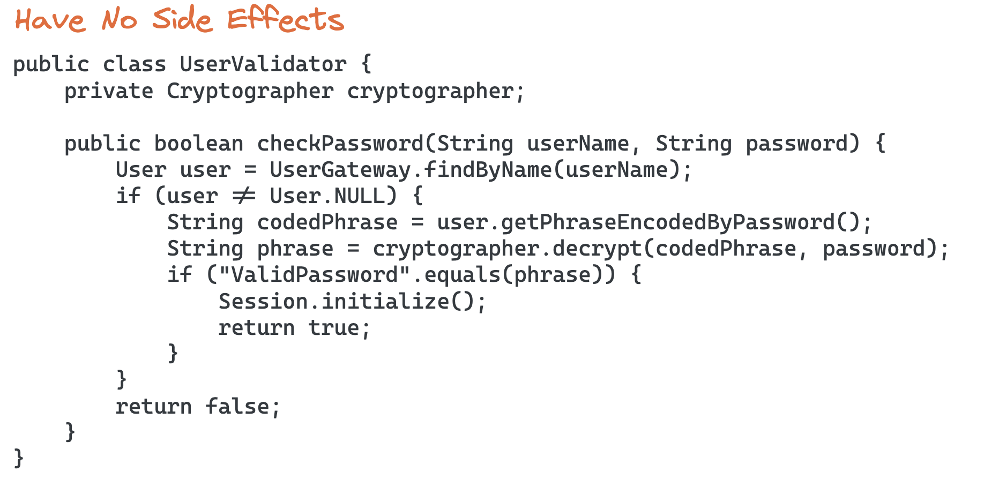 Have No Side Effects
public class UserValidator {
private Cryptographer cryptographer;
public boolean checkPassword(String userName, String password) {
User user = UserGateway.findByName(userName);
if (user ≠ User.NULL) {
String codedPhrase = user.getPhraseEncodedByPassword();
String phrase = cryptographer.decrypt(codedPhrase, password);
if ("ValidPassword".equals(phrase)) {
Session.initialize();
return true;
}
}
return false;
}
}